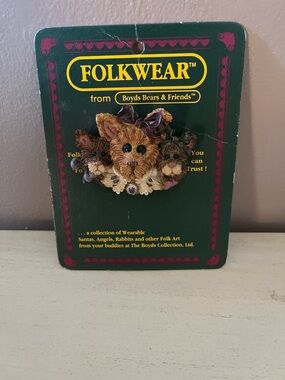 FOLKWEAR™
from Boyds Bears & Friends™
Folk You
can
Trust !
. . . a collection of Wearable
Santas, Angels, Rabbits and other Folk Art
from your buddies at The Boyds Collection, Ltd.